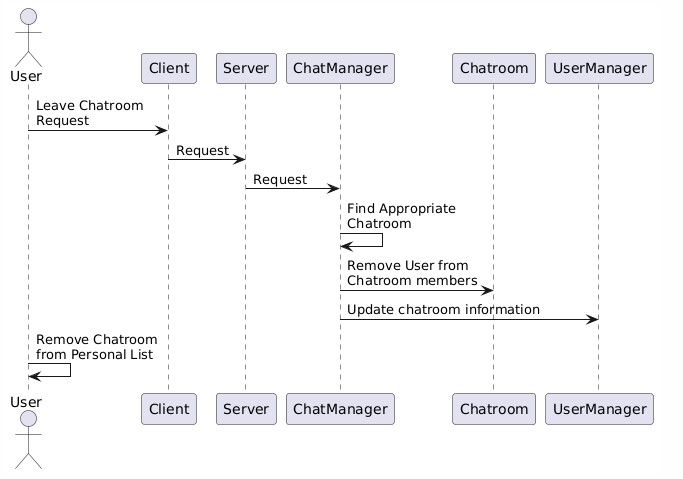 User
Client
Server
ChatManager
Chatroom
UserManager
Leave Chatroom
Request
Request
Request
Find Appropriate
Chatroom
Remove User from
Chatroom members
Update chatroom information
Remove Chatroom
from Personal List
User
Client
Server
ChatManager
Chatroom
UserManager